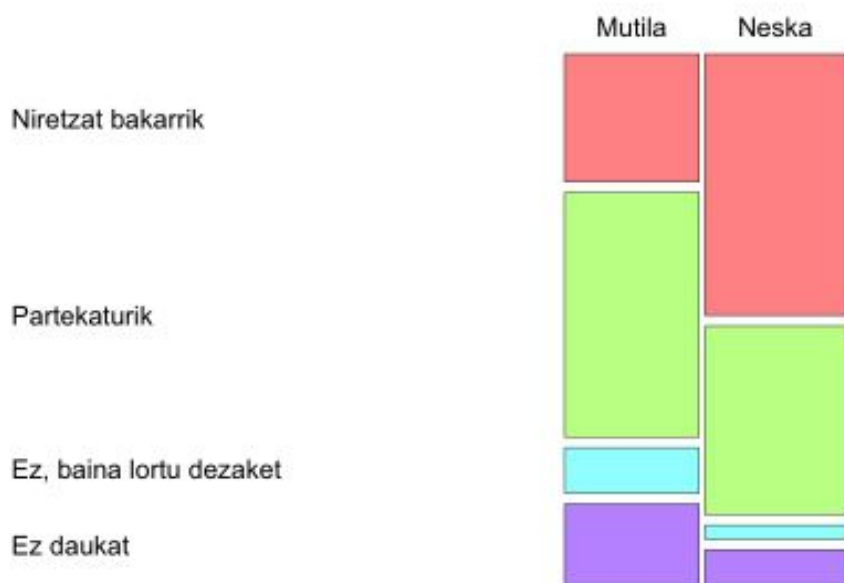 Mutila Neska
Niretzat bakarrik
Partekaturik
Ez, baina lortu dezaket
Ez daukat